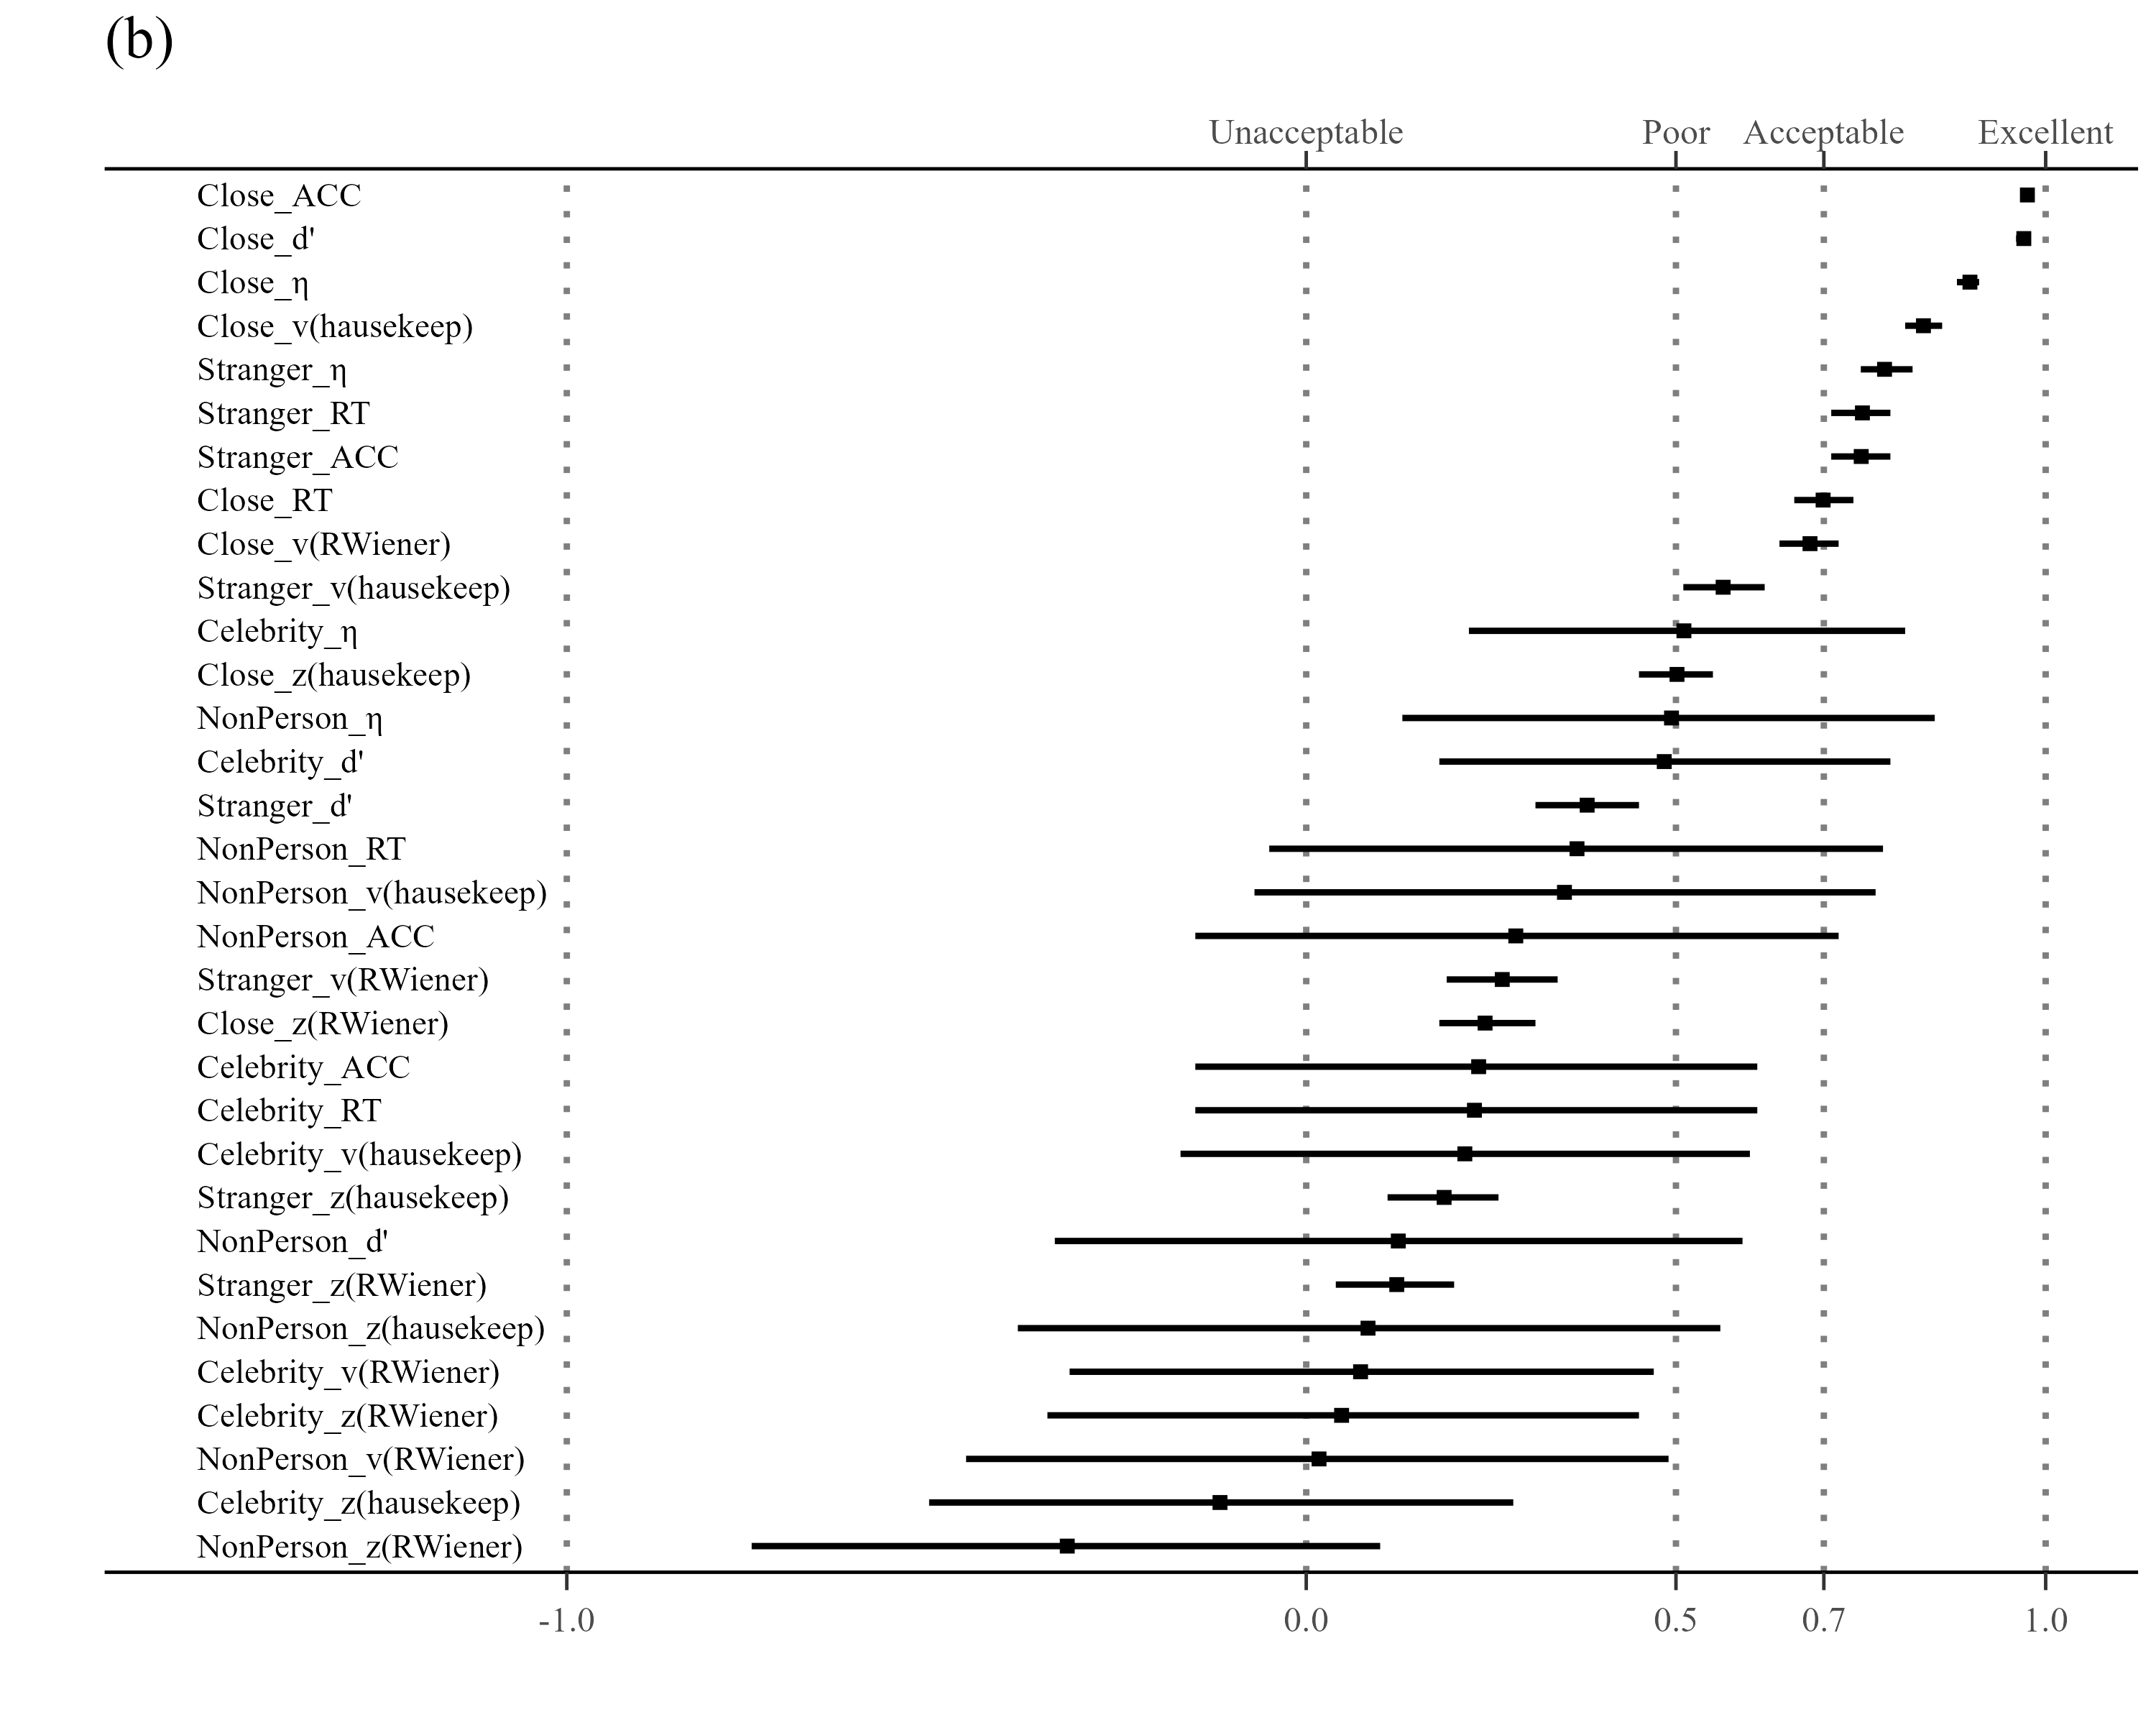 (b)
Unacceptable Poor Acceptable Excellent
Close_ACC
Close_d'
Close_η
Close_v(hausekeep)
Stranger_η
Stranger_RT
Stranger_ACC
Close_RT
Close_v(RWiener)
Stranger_v(hausekeep)
Celebrity_η
Close_z(hausekeep)
NonPerson_η
Celebrity_d'
Stranger_d'
NonPerson_RT
NonPerson_v(hausekeep)
NonPerson_ACC
Stranger_v(RWiener)
Close_z(RWiener)
Celebrity_ACC
Celebrity_RT
Celebrity_v(hausekeep)
Stranger_z(hausekeep)
NonPerson_d'
Stranger_z(RWiener)
NonPerson_z(hausekeep)
Celebrity_v(RWiener)
Celebrity_z(RWiener)
NonPerson_v(RWiener)
Celebrity_z(hausekeep)
NonPerson_z(RWiener)
-1.0 0.0 0.5 0.7 1.0